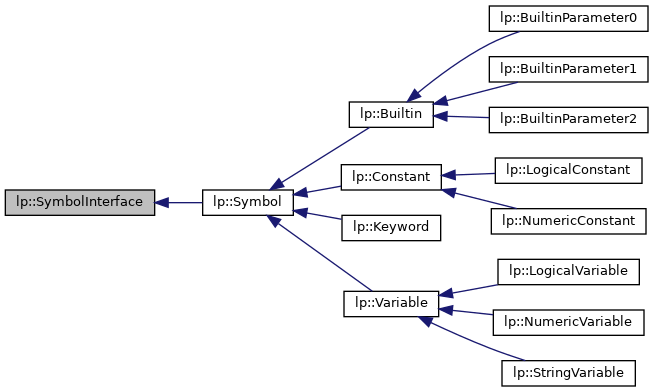 lp::SymbolInterface
lp::Symbol
lp::Builtin
lp::BuiltinParameter0
lp::BuiltinParameter1
lp::BuiltinParameter2
lp::Constant
lp::LogicalConstant
lp::NumericConstant
lp::Keyword
lp::Variable
lp::LogicalVariable
lp::NumericVariable
lp::StringVariable